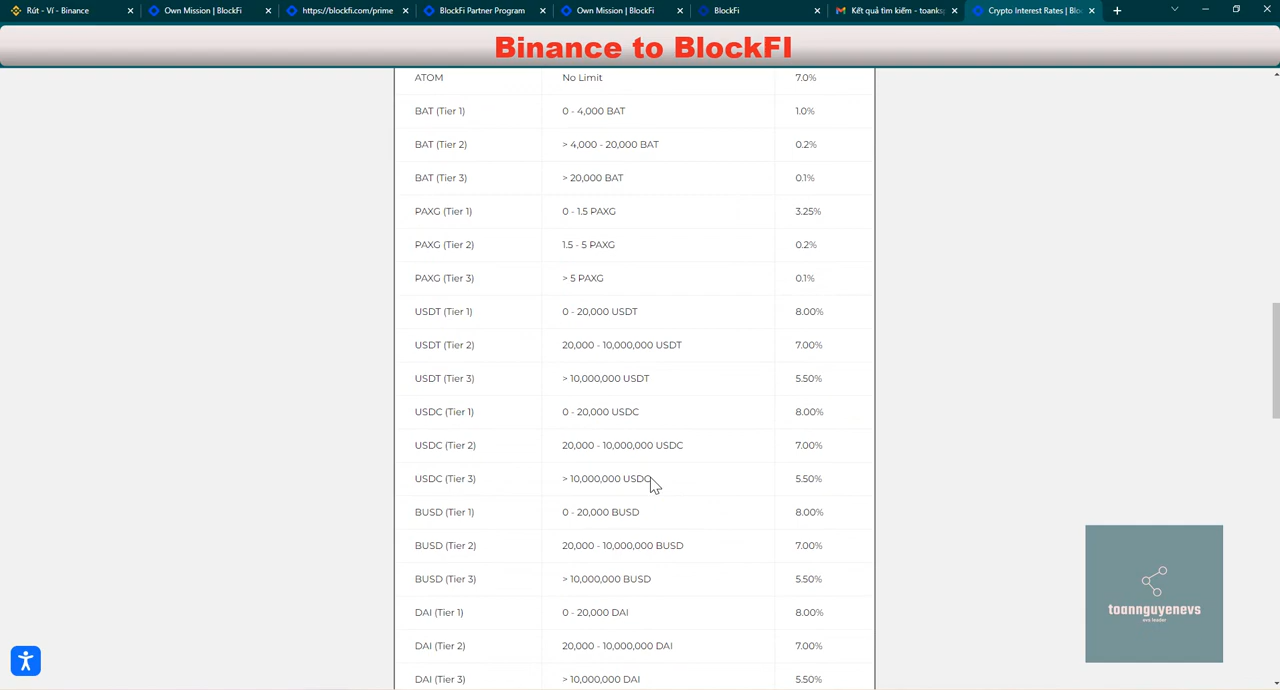 Rút - Ví - Binance
Own Mission | BlockFi
https://blockfi.com/prime
BlockFi Partner Program
Own Mission | BlockFi
BlockFi
Kết quả tìm kiếm - toanksp
Crypto Interest Rates | Blo
Binance to BlockFI
ATOM No Limit 7.0%
BAT (Tier 1) 0 - 4,000 BAT 1.0%
BAT (Tier 2) > 4,000 - 20,000 BAT 0.2%
BAT (Tier 3) > 20,000 BAT 0.1%
PAXG (Tier 1) 0 - 1.5 PAXG 3.25%
PAXG (Tier 2) 1.5 - 5 PAXG 0.2%
PAXG (Tier 3) > 5 PAXG 0.1%
USDT (Tier 1) 0 - 20,000 USDT 8.00%
USDT (Tier 2) 20,000 - 10,000,000 USDT 7.00%
USDT (Tier 3) > 10,000,000 USDT 5.50%
USDC (Tier 1) 0 - 20,000 USDC 8.00%
USDC (Tier 2) 20,000 - 10,000,000 USDC 7.00%
USDC (Tier 3) > 10,000,000 USDC 5.50%
BUSD (Tier 1) 0 - 20,000 BUSD 8.00%
BUSD (Tier 2) 20,000 - 10,000,000 BUSD 7.00%
BUSD (Tier 3) > 10,000,000 BUSD 5.50%
DAI (Tier 1) 0 - 20,000 DAI 8.00%
DAI (Tier 2) 20,000 - 10,000,000 DAI 7.00%
DAI (Tier 3) > 10,000,000 DAI 5.50%
toannguyenevs